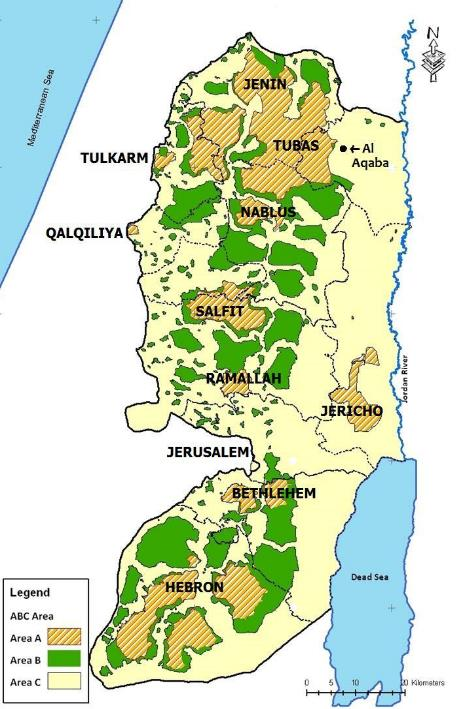 N
Mediterranean Sea
JENIN
TULKARM
TUBAS
← Al
Aqaba
QALQILIYA
NABLUS
SALFIT
RAMALLAH
Jordan River
JERICHO
JERUSALEM
BETHLEHEM
Dead Sea
HEBRON
Legend
ABC Area
Area A
Area B
Area C
0 5 10 20 Kilometers